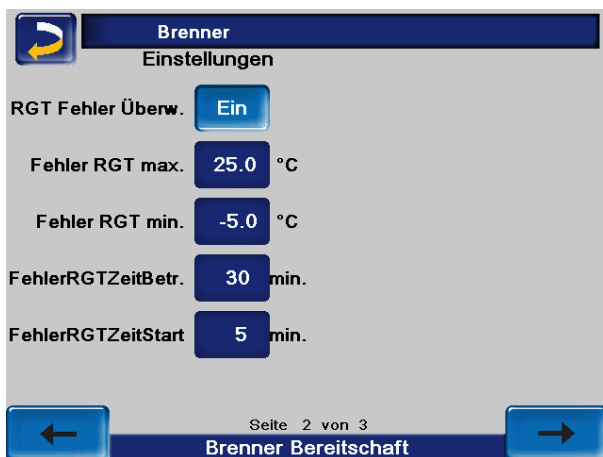 Brenner
Einstellungen
RGT Fehler Überw. Ein
Fehler RGT max. 25.0 °C
Fehler RGT min. -5.0 °C
FehlerRGTZeitBetr. 30 min.
FehlerRGTZeitStart 5 min.
Seite 2 von 3
Brenner Bereitschaft